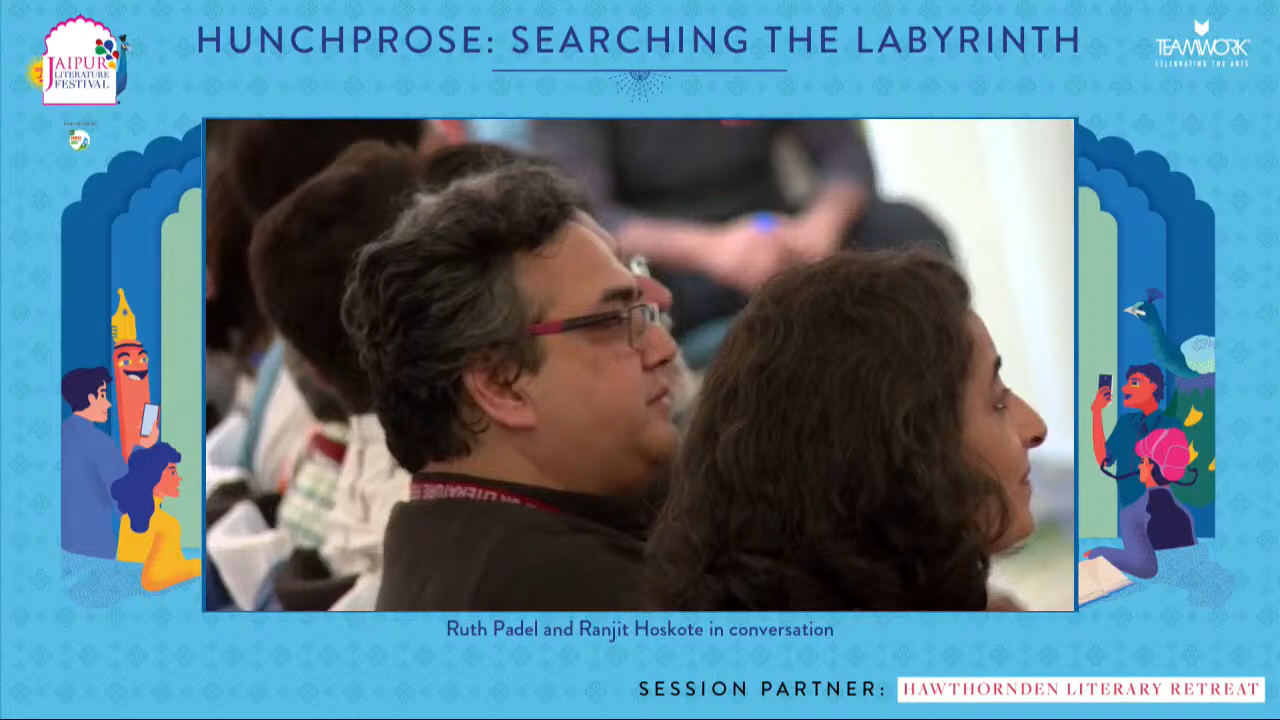 HUNCHPROSE: SEARCHING THE LABYRINTH
JAIPUR
LITERATURE
FESTIVAL
TEAMWORK
CELEBRATING THE ARTS
Ruth Padel and Ranjit Hoskote in conversation
SESSION PARTNER: HAWTHORNDEN LITERARY RETREAT